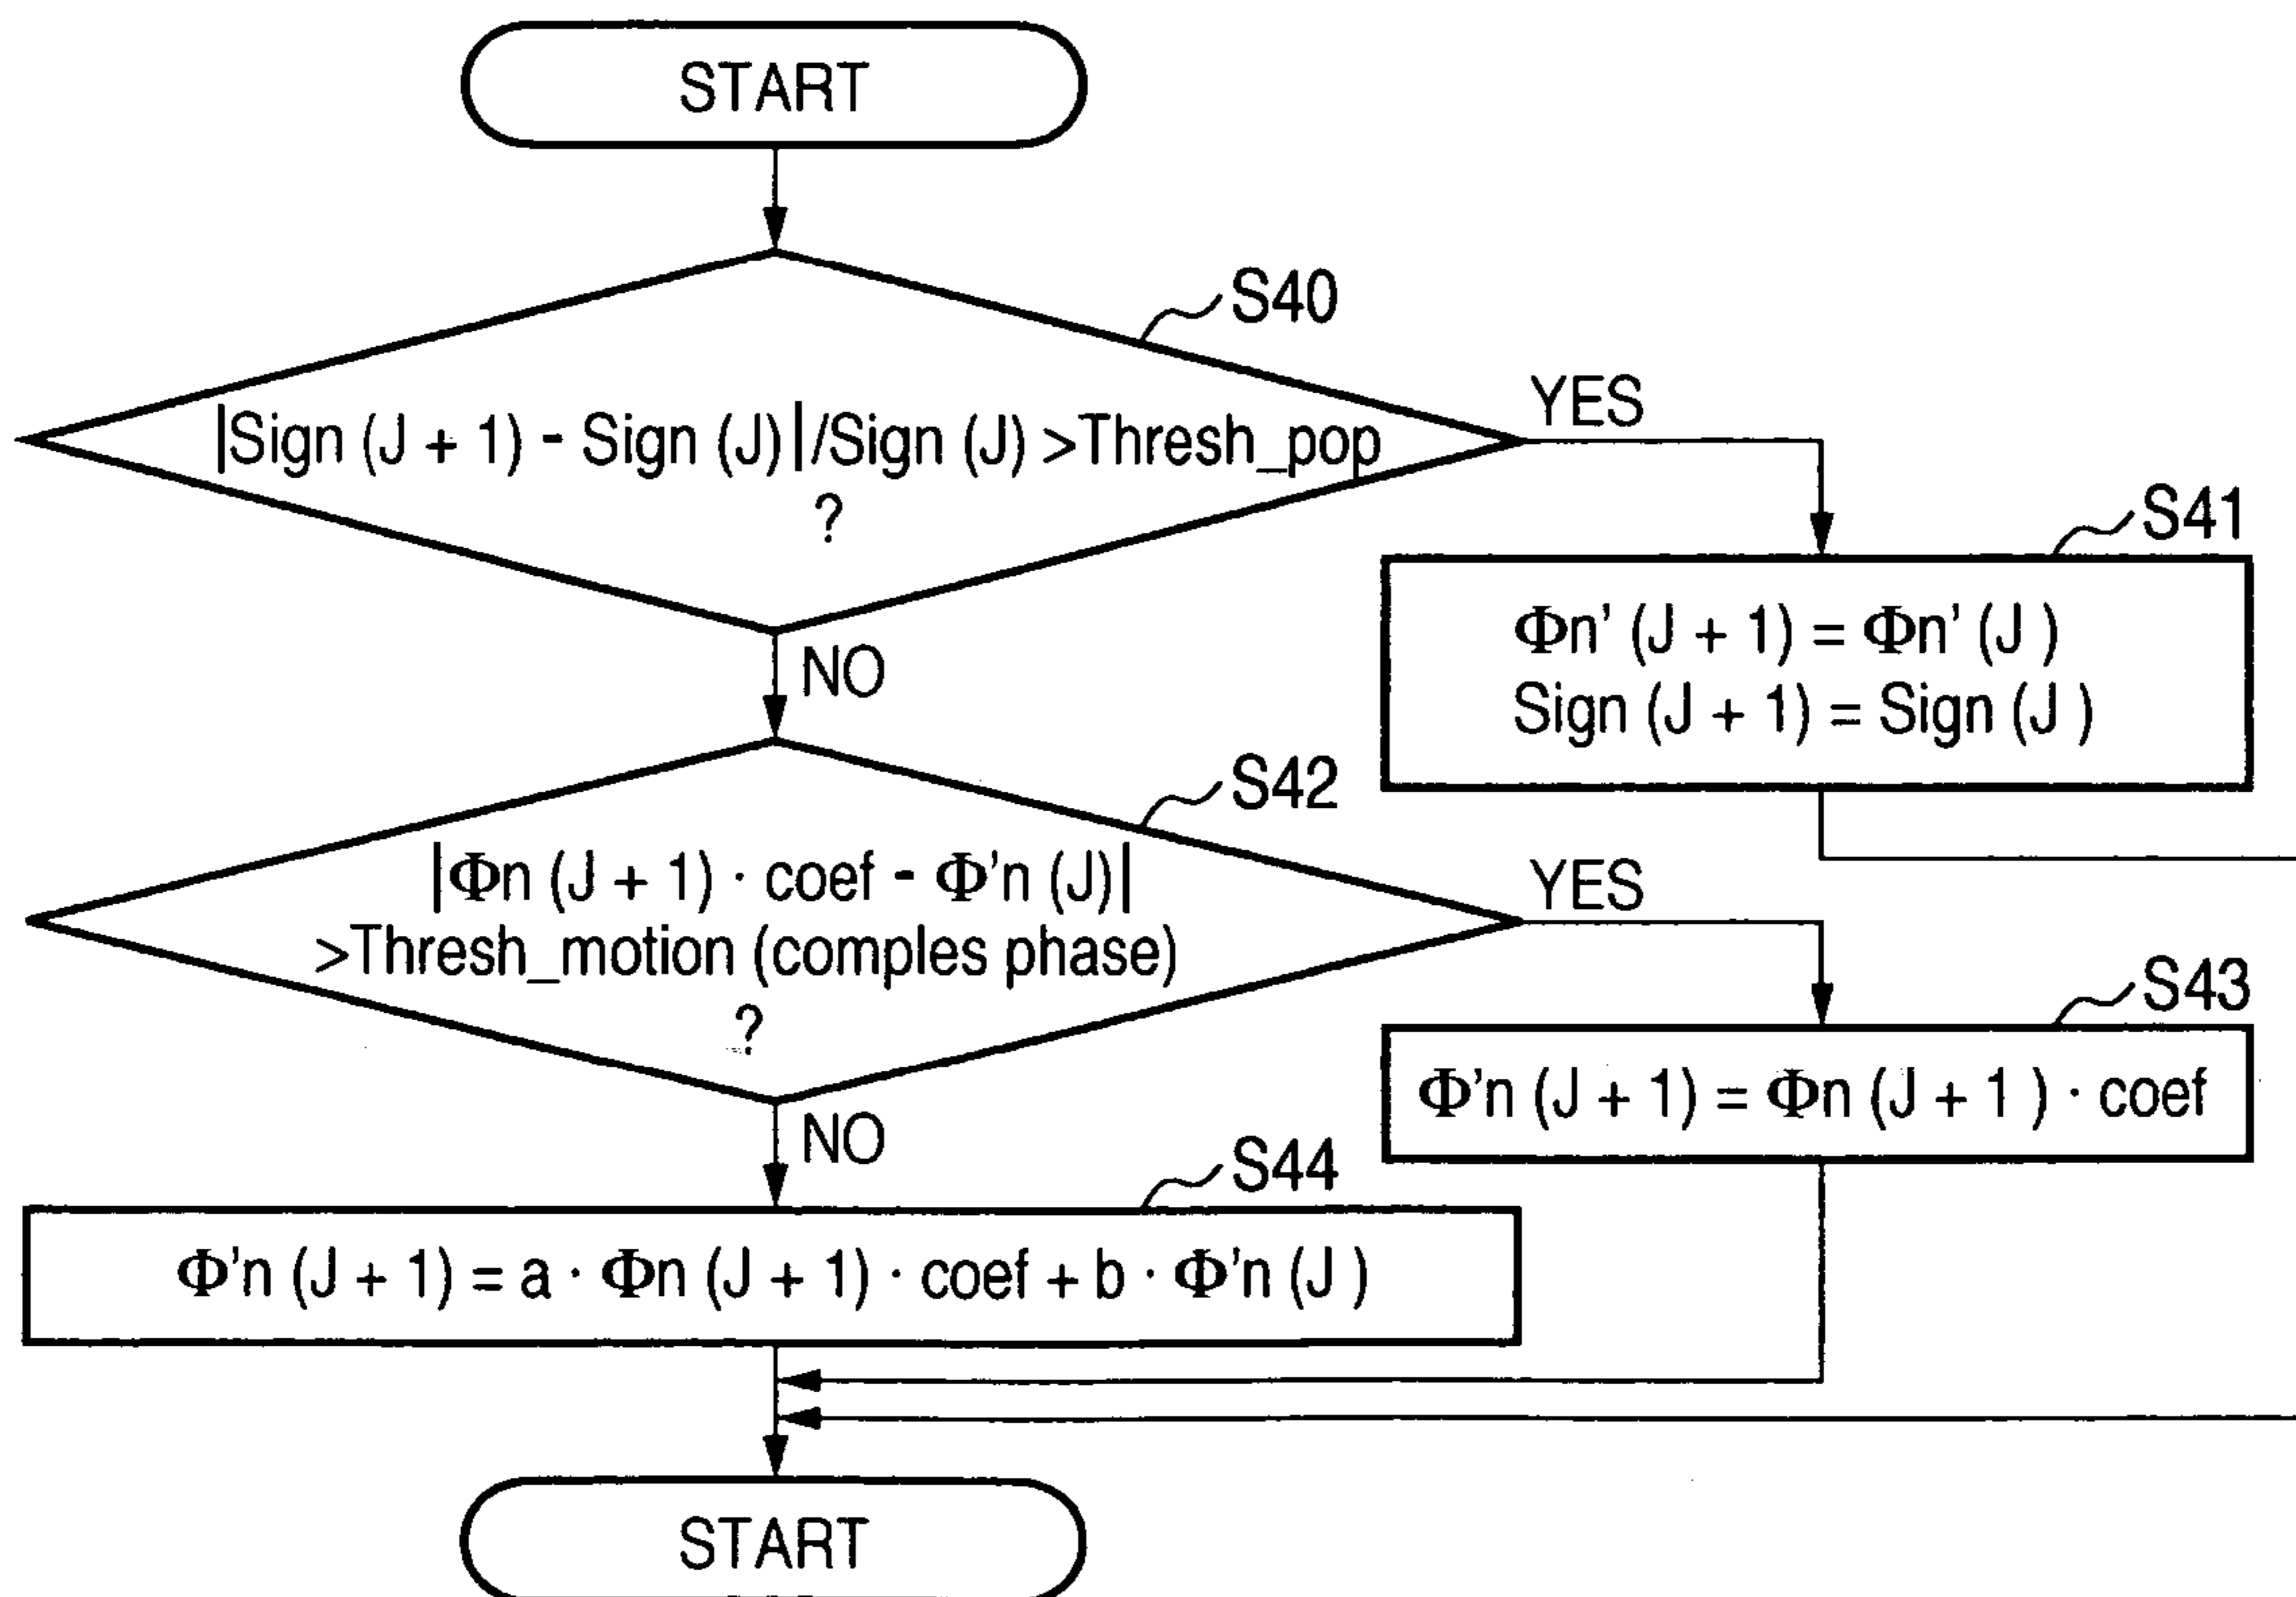 START
S40
|Sign (J + 1) - Sign (J)|/Sign (J) >Thresh_pop
?
YES
S41
Φn' (J + 1) = Φn' (J )
Sign (J + 1) = Sign (J )
NO
S42
|Φn (J + 1) · coef - Φ'n (J)|
>Thresh_motion (comples phase)
?
YES
S43
Φ'n (J + 1) = Φn (J + 1 ) · coef
NO
S44
Φ'n (J + 1) = a · Φn (J + 1) · coef + b · Φ'n (J )
START